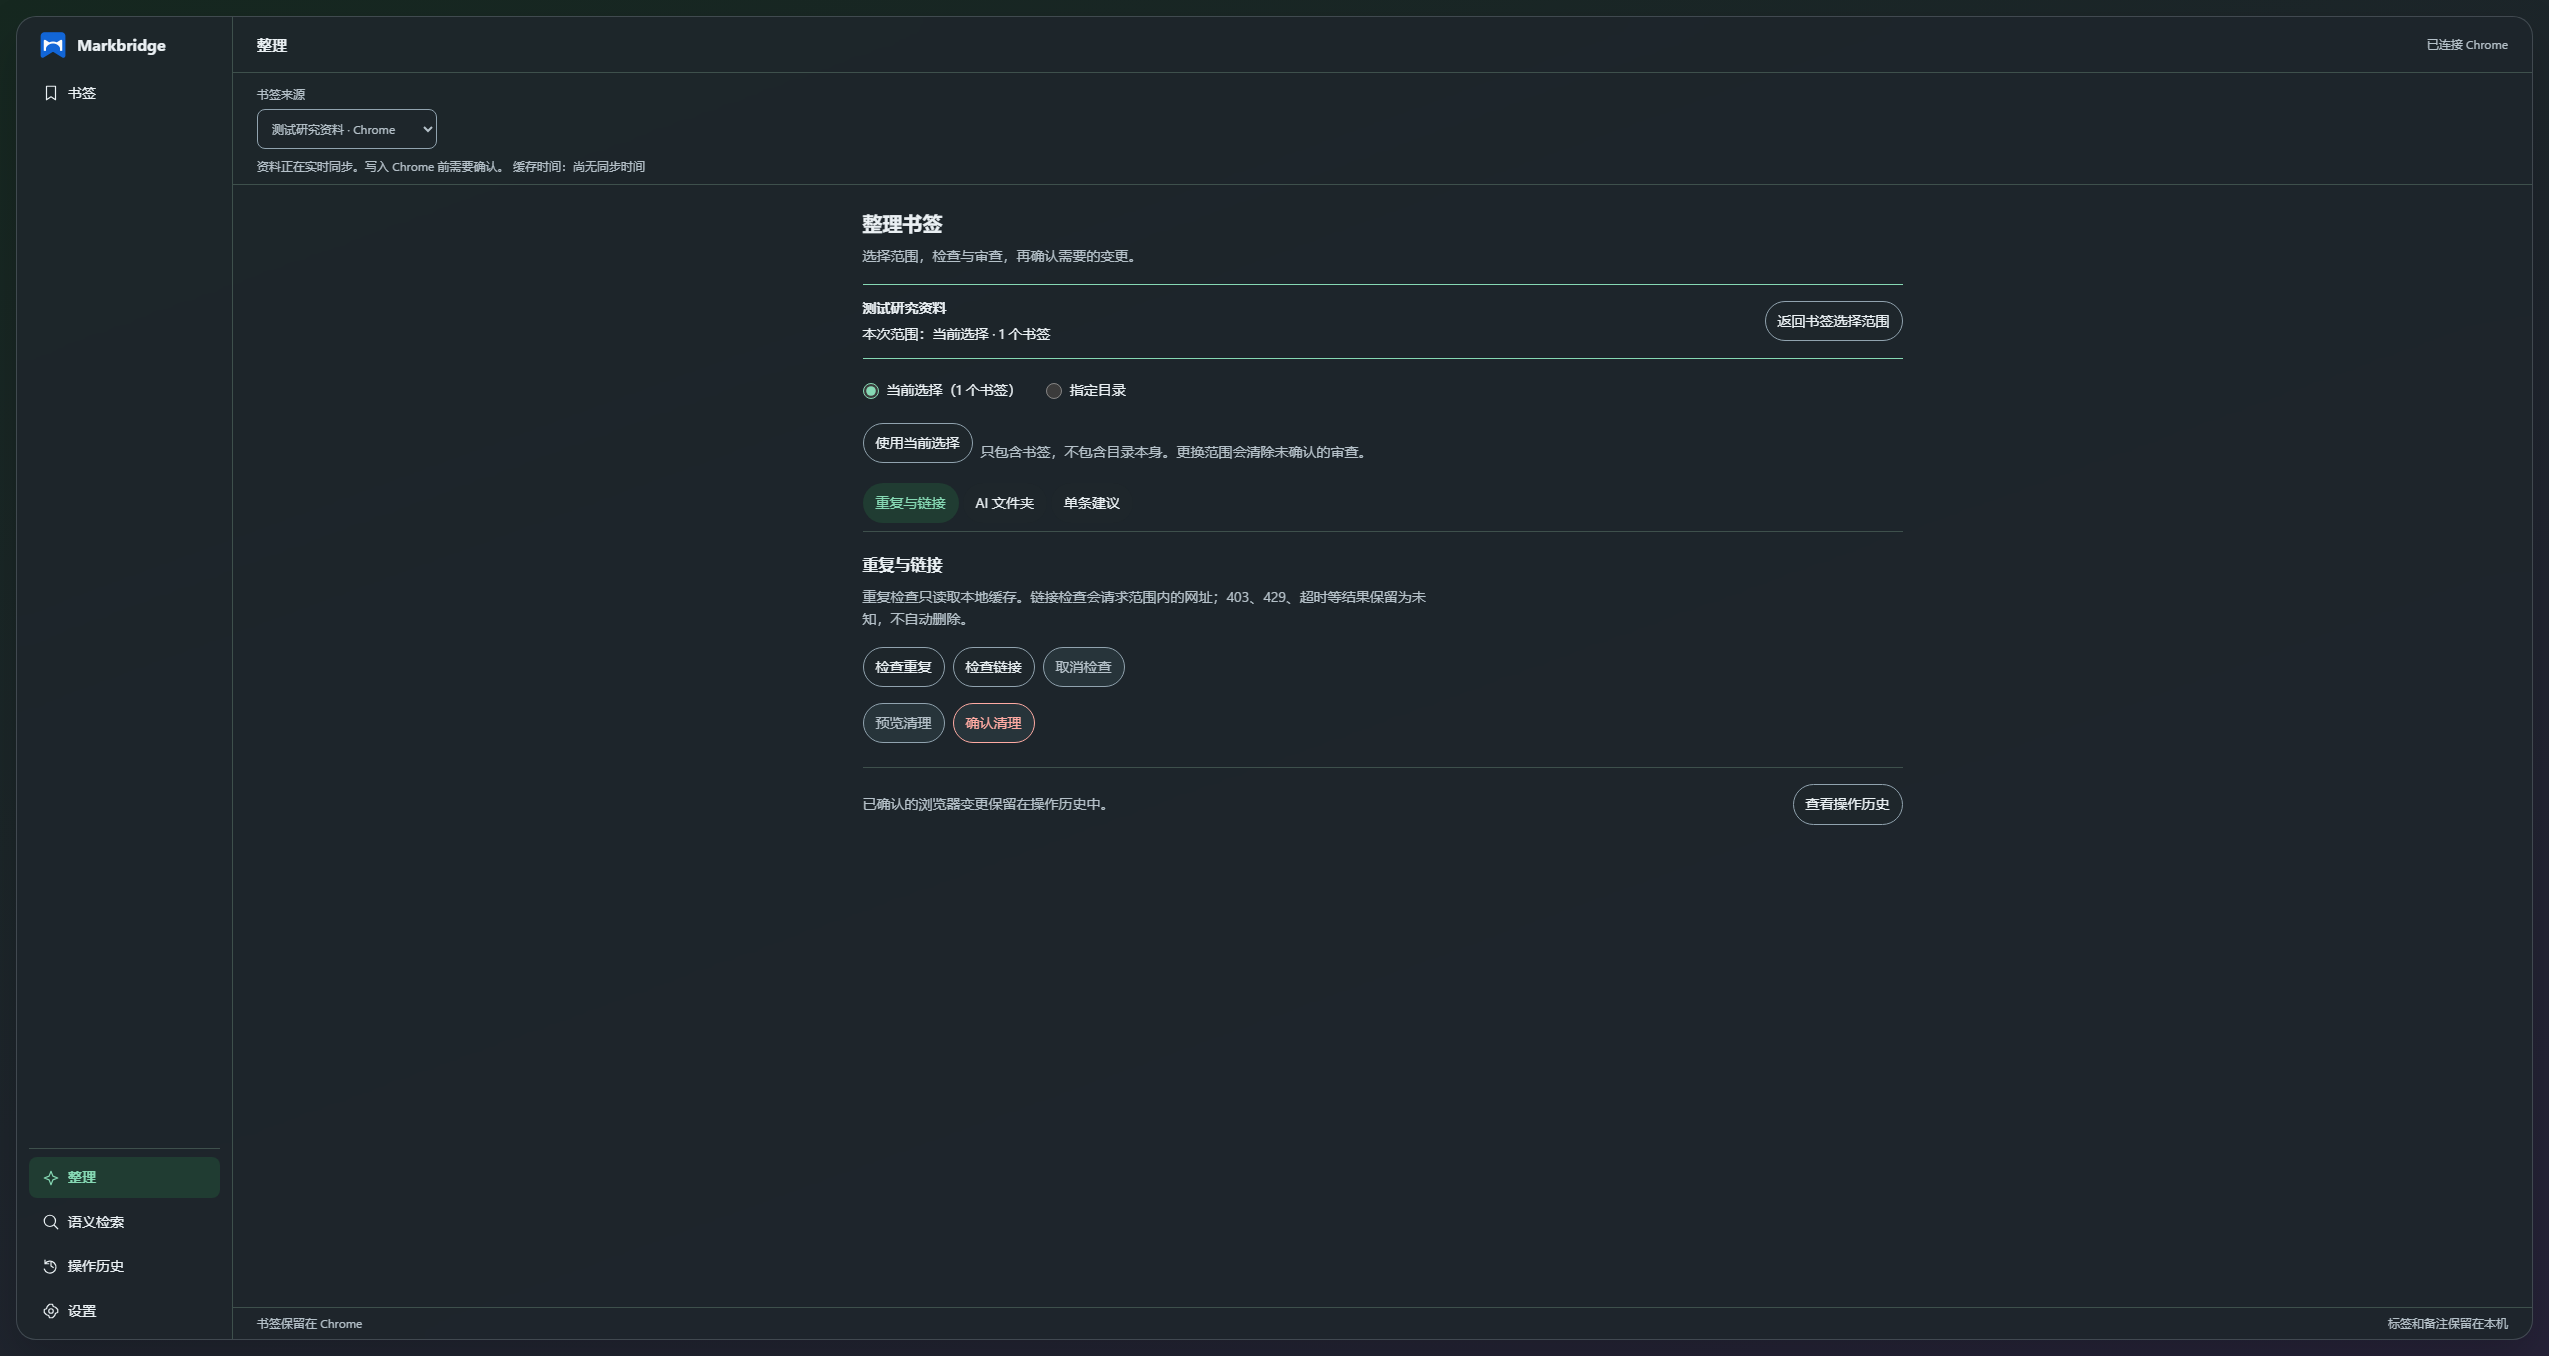 Markbridge
书签
整理
语义检索
操作历史
设置
整理
已连接 Chrome
书签来源
测试研究资料 · Chrome
资料正在实时同步。写入 Chrome 前需要确认。 缓存时间：尚无同步时间
整理书签
选择范围，检查与审查，再确认需要的变更。
测试研究资料
本次范围：当前选择 · 1 个书签
返回书签选择范围
当前选择（1 个书签） 指定目录
使用当前选择 只包含书签，不包含目录本身。更换范围会清除未确认的审查。
重复与链接 AI 文件夹 单条建议
重复与链接
重复检查只读取本地缓存。链接检查会请求范围内的网址；403、429、超时等结果保留为未
知，不自动删除。
检查重复 检查链接 取消检查
预览清理 确认清理
已确认的浏览器变更保留在操作历史中。
查看操作历史
书签保留在 Chrome
标签和备注保留在本机